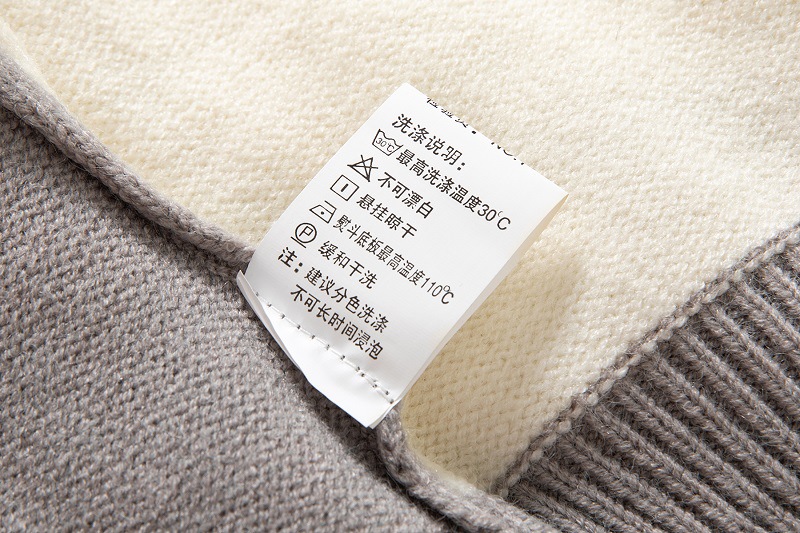 洗涤说明：
30℃ 最高洗涤温度30℃
不可漂白
悬挂晾干
熨斗底板最高温度110℃
P 缓和干洗
注：建议分色洗涤
不可长时间浸泡